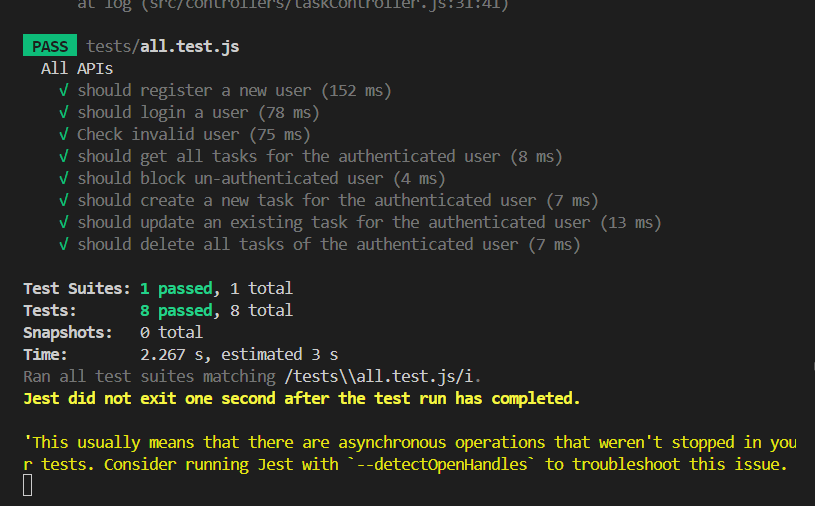 at log (src/controllers/taskController.js:31:41)
PASS tests/all.test.js
All APIs
√ should register a new user (152 ms)
√ should login a user (78 ms)
√ Check invalid user (75 ms)
√ should get all tasks for the authenticated user (8 ms)
√ should block un-authenticated user (4 ms)
√ should create a new task for the authenticated user (7 ms)
√ should update an existing task for the authenticated user (13 ms)
√ should delete all tasks of the authenticated user (7 ms)
Test Suites: 1 passed, 1 total
Tests: 8 passed, 8 total
Snapshots: 0 total
Time: 2.267 s, estimated 3 s
Ran all test suites matching /tests\\all.test.js/i.
Jest did not exit one second after the test run has completed.
'This usually means that there are asynchronous operations that weren't stopped in you
r tests. Consider running Jest with `--detectOpenHandles` to troubleshoot this issue.